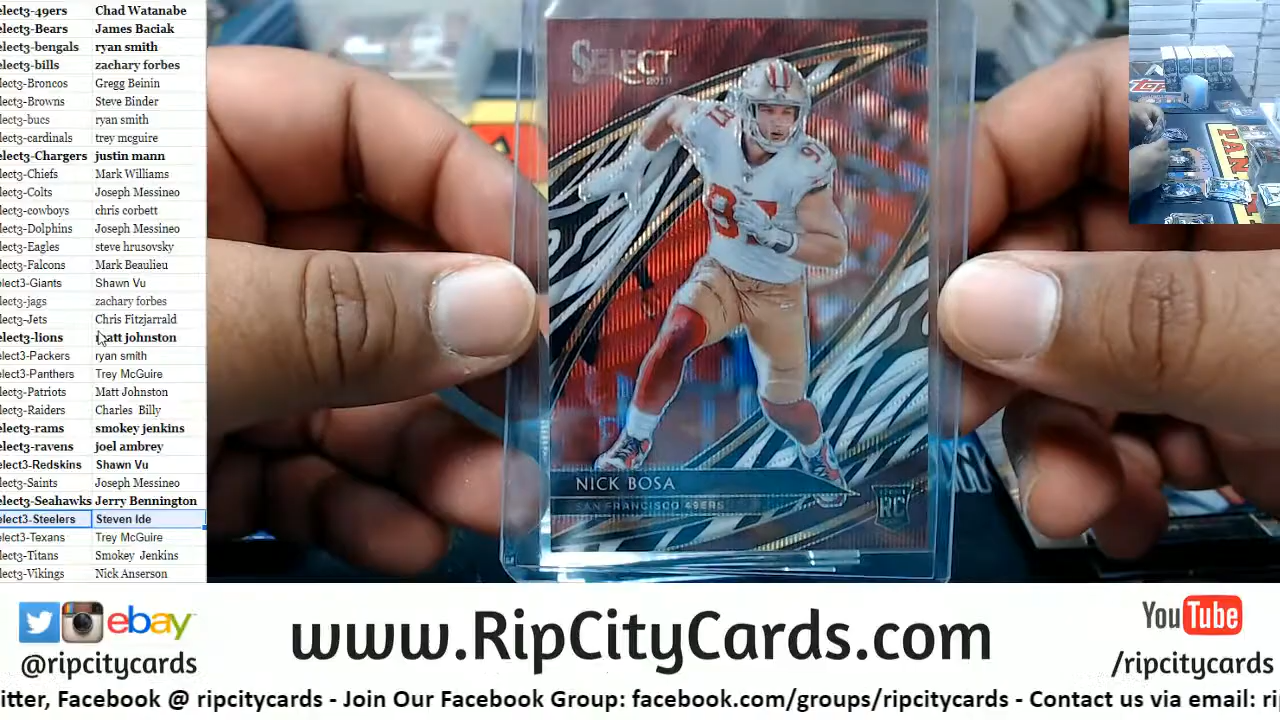 elect3-49ers Chad Watanabe
elect3-Bears James Baciak
elect3-bengals ryan smith
elect3-bills zachary forbes
elect3-Broncos Gregg Beinin
elect3-Browns Steve Binder
elect3-bucs ryan smith
elect3-cardinals trey mcguire
elect3-Chargers justin mann
elect3-Chiefs Mark Williams
elect3-Colts Joseph Messineo
elect3-cowboys chris corbett
elect3-Dolphins Joseph Messineo
elect3-Eagles steve hrusovsky
elect3-Falcons Mark Beaulieu
elect3-Giants Shawn Vu
elect3-jags zachary forbes
elect3-Jets Chris Fitzjarrald
elect3-lions matt johnston
elect3-Packers ryan smith
elect3-Panthers Trey McGuire
elect3-Patriots Matt Johnston
elect3-Raiders Charles Billy
elect3-rams smokey jenkins
elect3-ravens joel ambrey
elect3-Redskins Shawn Vu
elect3-Saints Joseph Messineo
elect3-Seahawks Jerry Bennington
elect3-Steelers Steven Ide
elect3-Texans Trey McGuire
lect3-Titans Smokey Jenkins
lect3-Vikings Nick Anserson
SELECT
2019
97
NICK BOSA
SAN FRANCISCO 49ERS
RC
PANI
ebay
@ripcitycards
www.RipCityCards.com
YouTube
/ripcitycards
itter, Facebook @ ripcitycards - Join Our Facebook Group: facebook.com/groups/ripcitycards - Contact us via email: ri